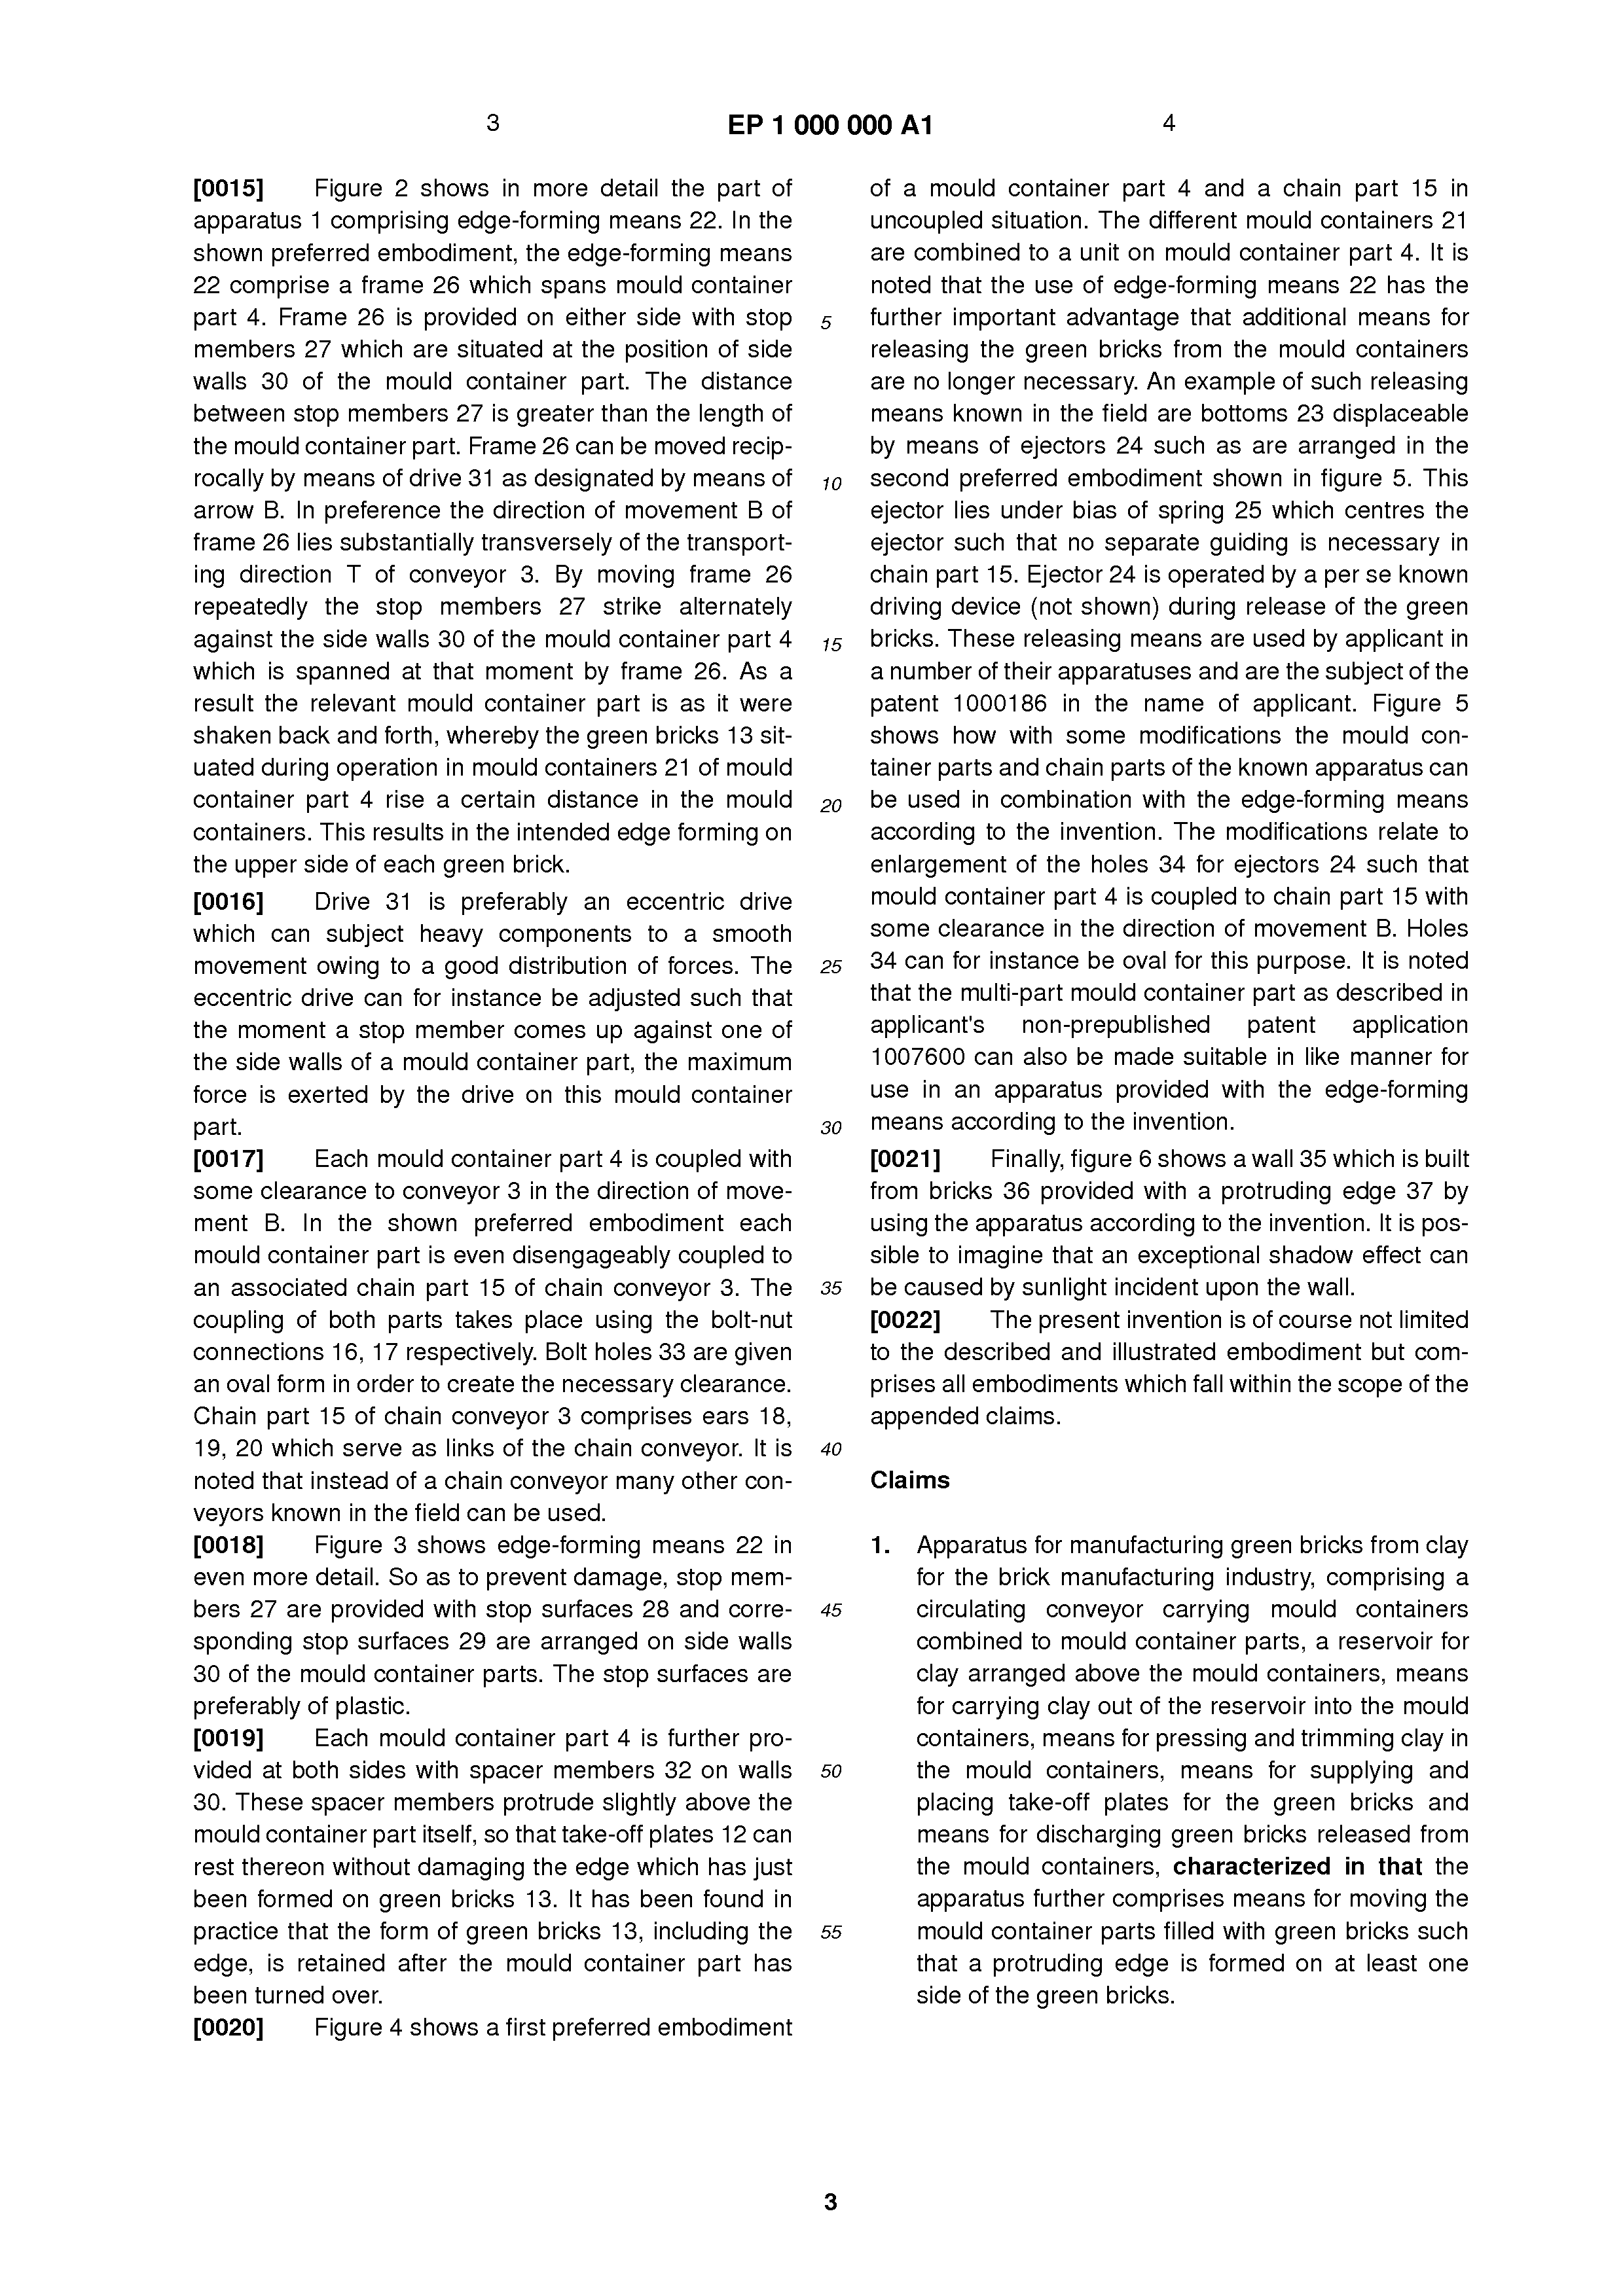 3
EP 1 000 000 A1
4
[0015] Figure 2 shows in more detail the part of
apparatus 1 comprising edge-forming means 22. In the
shown preferred embodiment, the edge-forming means
22 comprise a frame 26 which spans mould container
part 4. Frame 26 is provided on either side with stop
members 27 which are situated at the position of side
walls 30 of the mould container part. The distance
between stop members 27 is greater than the length of
the mould container part. Frame 26 can be moved recip-
rocally by means of drive 31 as designated by means of
arrow B. In preference the direction of movement B of
frame 26 lies substantially transversely of the transport-
ing direction T of conveyor 3. By moving frame 26
repeatedly the stop members 27 strike alternately
against the side walls 30 of the mould container part 4
which is spanned at that moment by frame 26. As a
result the relevant mould container part is as it were
shaken back and forth, whereby the green bricks 13 sit-
uated during operation in mould containers 21 of mould
container part 4 rise a certain distance in the mould
containers. This results in the intended edge forming on
the upper side of each green brick.
[0016] Drive 31 is preferably an eccentric drive
which can subject heavy components to a smooth
movement owing to a good distribution of forces. The
eccentric drive can for instance be adjusted such that
the moment a stop member comes up against one of
the side walls of a mould container part, the maximum
force is exerted by the drive on this mould container
part.
[0017] Each mould container part 4 is coupled with
some clearance to conveyor 3 in the direction of move-
ment B. In the shown preferred embodiment each
mould container part is even disengageably coupled to
an associated chain part 15 of chain conveyor 3. The
coupling of both parts takes place using the bolt-nut
connections 16, 17 respectively. Bolt holes 33 are given
an oval form in order to create the necessary clearance.
Chain part 15 of chain conveyor 3 comprises ears 18,
19, 20 which serve as links of the chain conveyor. It is
noted that instead of a chain conveyor many other con-
veyors known in the field can be used.
[0018] Figure 3 shows edge-forming means 22 in
even more detail. So as to prevent damage, stop mem-
bers 27 are provided with stop surfaces 28 and corre-
sponding stop surfaces 29 are arranged on side walls
30 of the mould container parts. The stop surfaces are
preferably of plastic.
[0019] Each mould container part 4 is further pro-
vided at both sides with spacer members 32 on walls
30. These spacer members protrude slightly above the
mould container part itself, so that take-off plates 12 can
rest thereon without damaging the edge which has just
been formed on green bricks 13. It has been found in
practice that the form of green bricks 13, including the
edge, is retained after the mould container part has
been turned over.
[0020] Figure 4 shows a first preferred embodiment
5
10
15
20
25
30
35
40
45
50
55
of a mould container part 4 and a chain part 15 in
uncoupled situation. The different mould containers 21
are combined to a unit on mould container part 4. It is
noted that the use of edge-forming means 22 has the
further important advantage that additional means for
releasing the green bricks from the mould containers
are no longer necessary. An example of such releasing
means known in the field are bottoms 23 displaceable
by means of ejectors 24 such as are arranged in the
second preferred embodiment shown in figure 5. This
ejector lies under bias of spring 25 which centres the
ejector such that no separate guiding is necessary in
chain part 15. Ejector 24 is operated by a per se known
driving device (not shown) during release of the green
bricks. These releasing means are used by applicant in
a number of their apparatuses and are the subject of the
patent 1000186 in the name of applicant. Figure 5
shows how with some modifications the mould con-
tainer parts and chain parts of the known apparatus can
be used in combination with the edge-forming means
according to the invention. The modifications relate to
enlargement of the holes 34 for ejectors 24 such that
mould container part 4 is coupled to chain part 15 with
some clearance in the direction of movement B. Holes
34 can for instance be oval for this purpose. It is noted
that the multi-part mould container part as described in
applicant's non-prepublished patent application
1007600 can also be made suitable in like manner for
use in an apparatus provided with the edge-forming
means according to the invention.
[0021] Finally, figure 6 shows a wall 35 which is built
from bricks 36 provided with a protruding edge 37 by
using the apparatus according to the invention. It is pos-
sible to imagine that an exceptional shadow effect can
be caused by sunlight incident upon the wall.
[0022] The present invention is of course not limited
to the described and illustrated embodiment but com-
prises all embodiments which fall within the scope of the
appended claims.
Claims
1. Apparatus for manufacturing green bricks from clay
for the brick manufacturing industry, comprising a
circulating conveyor carrying mould containers
combined to mould container parts, a reservoir for
clay arranged above the mould containers, means
for carrying clay out of the reservoir into the mould
containers, means for pressing and trimming clay in
the mould containers, means for supplying and
placing take-off plates for the green bricks and
means for discharging green bricks released from
the mould containers, characterized in that the
apparatus further comprises means for moving the
mould container parts filled with green bricks such
that a protruding edge is formed on at least one
side of the green bricks.
3